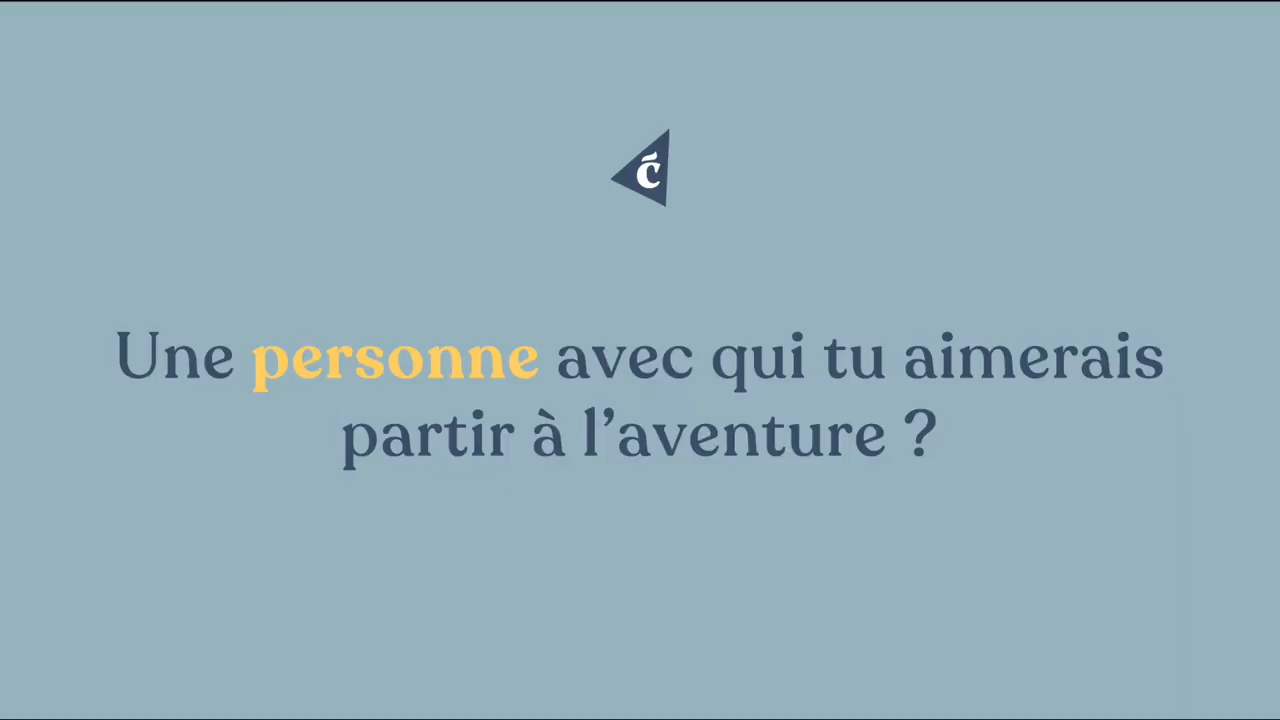 ć
Une personne avec qui tu aimerais
partir à l’aventure ?